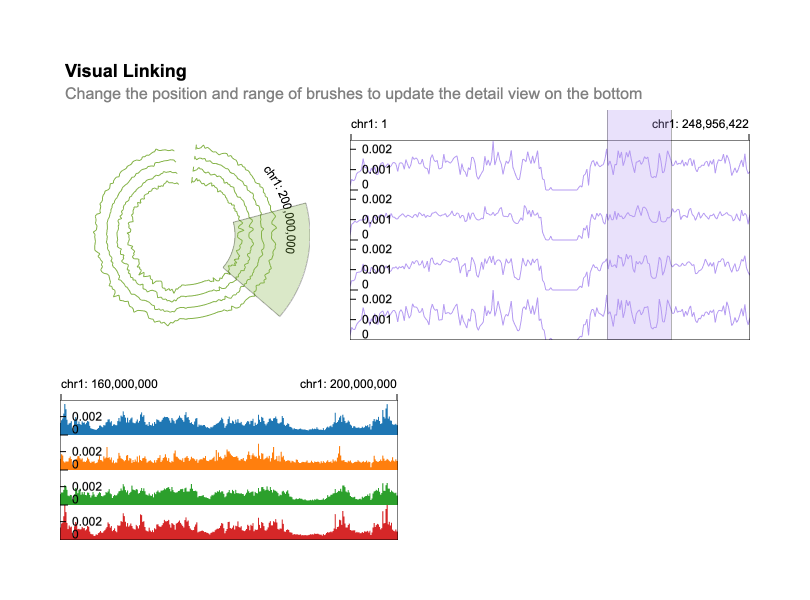 Visual Linking
Change the position and range of brushes to update the detail view on the bottom
chr1: 200,000,000
chr1: 1
chr1: 248,956,422
0.002
0.001
0
0.002
0.001
0
0.002
0.001
0
0.002
0.001
0
chr1: 160,000,000
chr1: 200,000,000
0.002
0
0.002
0
0.002
0
0.002
0